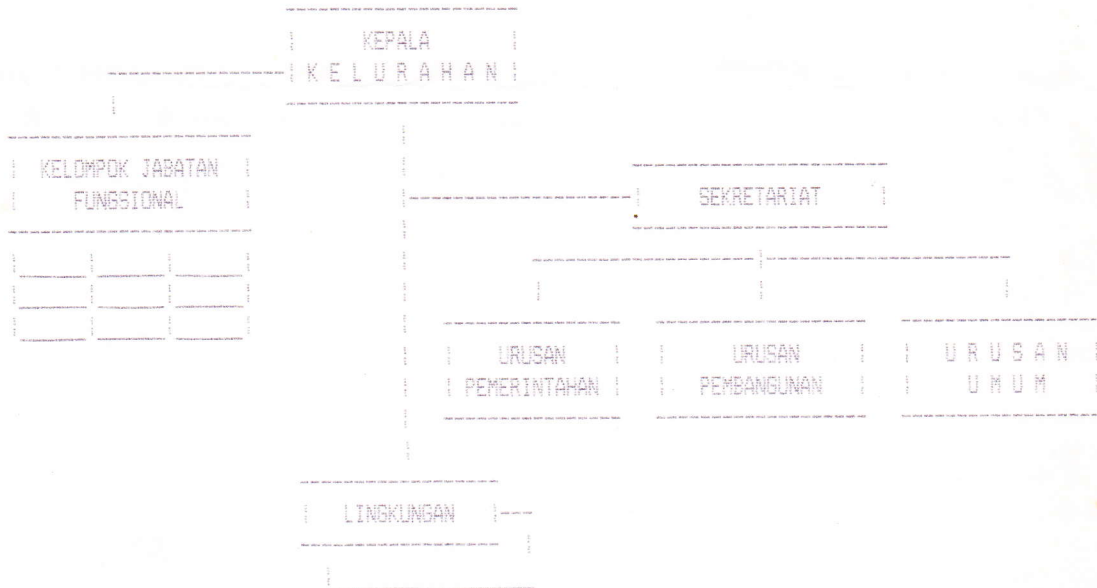 KEPALA
K E L U R A H A N
KELOMPOK JABATAN
FUNGSIONAL
SEKRETARIAT
URUSAN
PEMERINTAHAN
URUSAN
PEMBANGUNAN
U R U S A N
U M U M
LINGKUNGAN